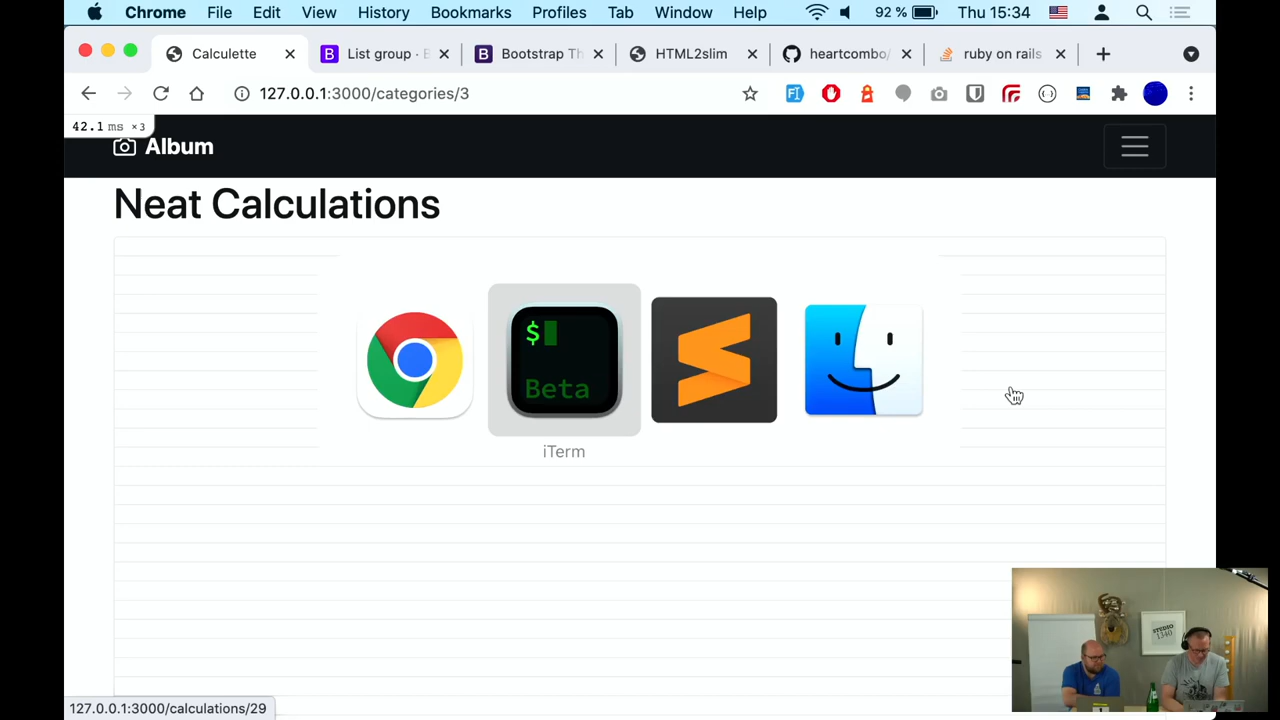 Chrome File Edit View History Bookmarks Profiles Tab Window Help 92 % Thu 15:34
Calculette List group · Bootstrap Th HTML2slim heartcombo/ ruby on rails
127.0.0.1:3000/categories/3
42.1 ms ×3
Album
Neat Calculations
$
Beta
iTerm
STUDIO
1340
127.0.0.1:3000/calculations/29